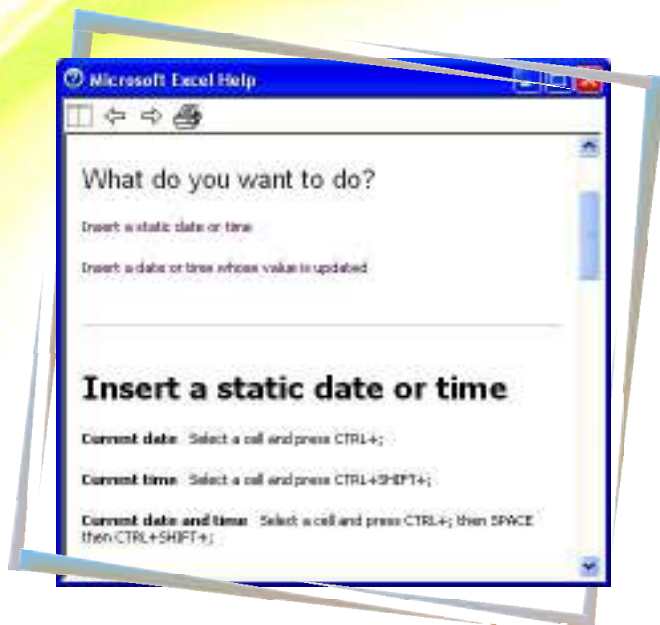 Microsoft Excel Help
What do you want to do?
Insert a static date or time
Insert a date or time whose value is updated
Insert a static date or time
Current date Select a cell and press CTRL+;
Current time Select a cell and press CTRL+SHIFT+;
Current date and time Select a cell and press CTRL+; then SPACE
then CTRL+SHIFT+;